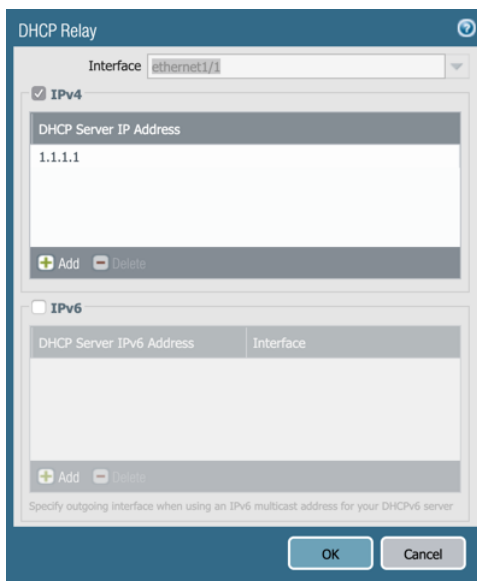 DHCP Relay
Interface ethernet1/1
IPv4
DHCP Server IP Address
1.1.1.1
Add Delete
IPv6
DHCP Server IPv6 Address Interface
Add Delete
Specify outgoing interface when using an IPv6 multicast address for your DHCPv6 server
OK Cancel